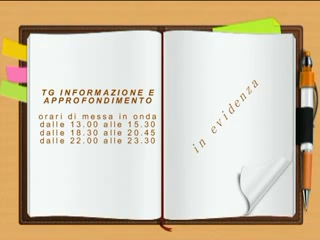 TG INFORMAZIONE E
APPROFONDIMENTO
orari di messa in onda
dalle 13.00 alle 15.30
dalle 18.30 alle 20.45
dalle 22.00 alle 23.30
in evidenza